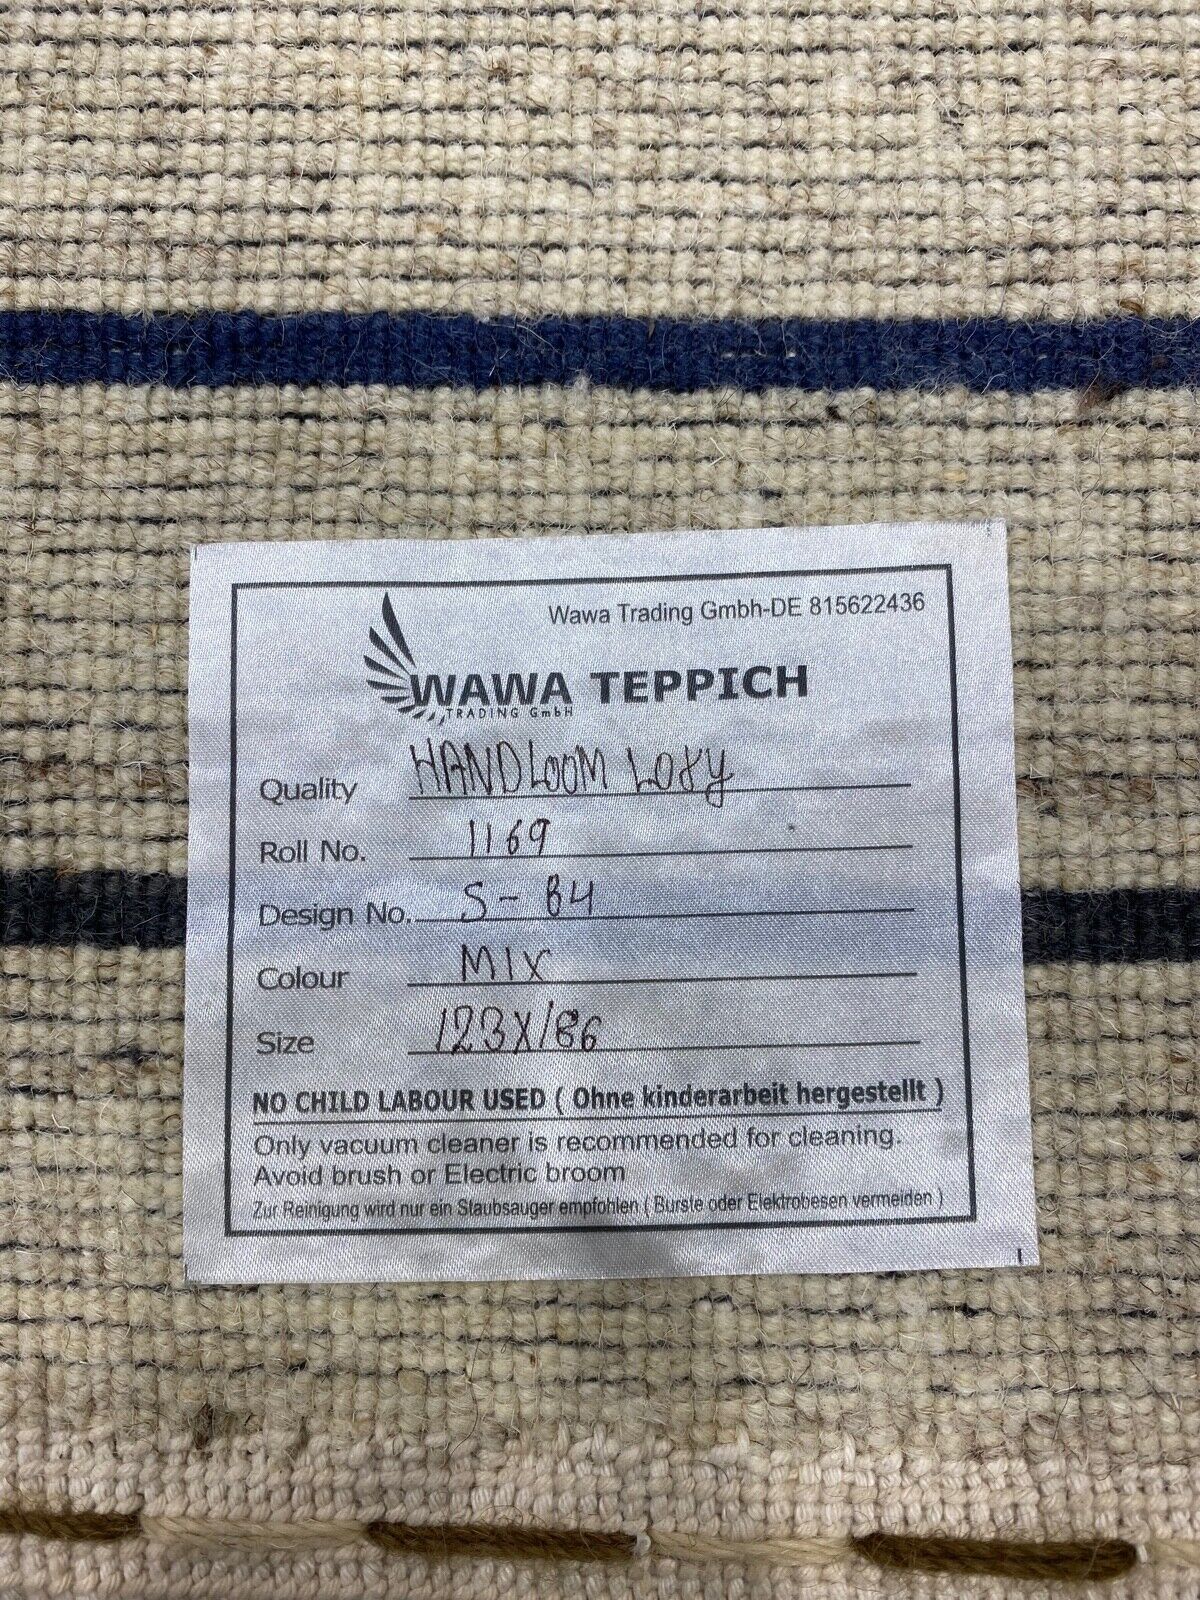 Wawa Trading Gmbh-DE 815622436
WAWA TEPPICH
TRADING GmbH
Quality HANDLOOM LORY
Roll No. 1169
Design No. S-B4
Colour MIX
Size 123X186
NO CHILD LABOUR USED ( Ohne kinderarbeit hergestellt )
Only vacuum cleaner is recommended for cleaning.
Avoid brush or Electric broom
Zur Reinigung wird nur ein Staubsauger empfohlen ( Burste oder Elektrobesen vermeiden )